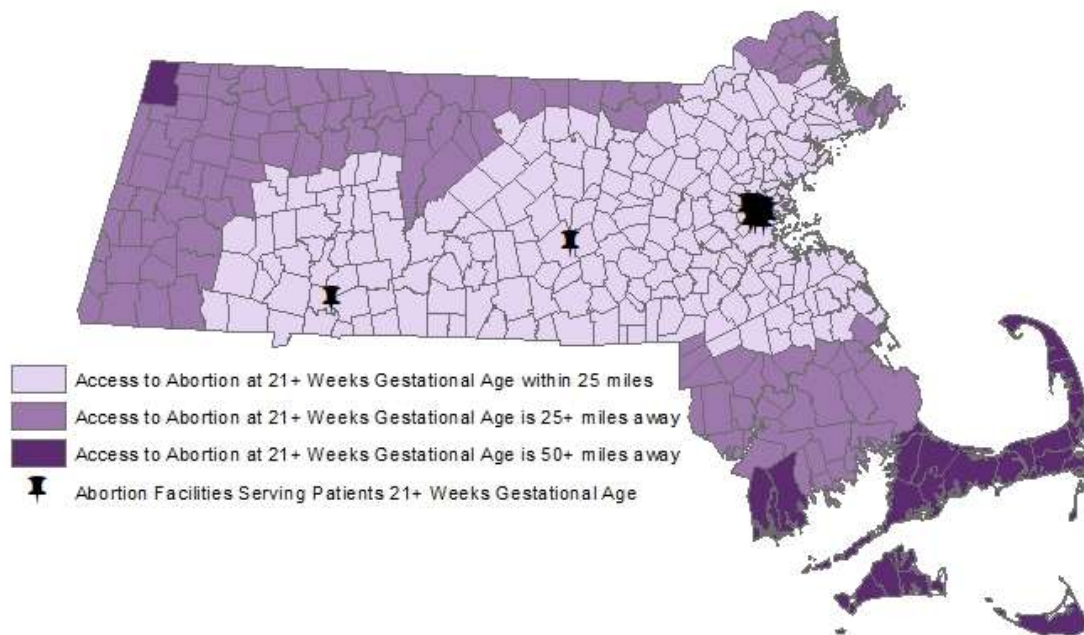 Access to Abortion at 21+ Weeks Gestational Age within 25 miles
Access to Abortion at 21+ Weeks Gestational Age is 25+ miles away
Access to Abortion at 21+ Weeks Gestational Age is 50+ miles away
Abortion Facilities Serving Patients 21+ Weeks Gestational Age